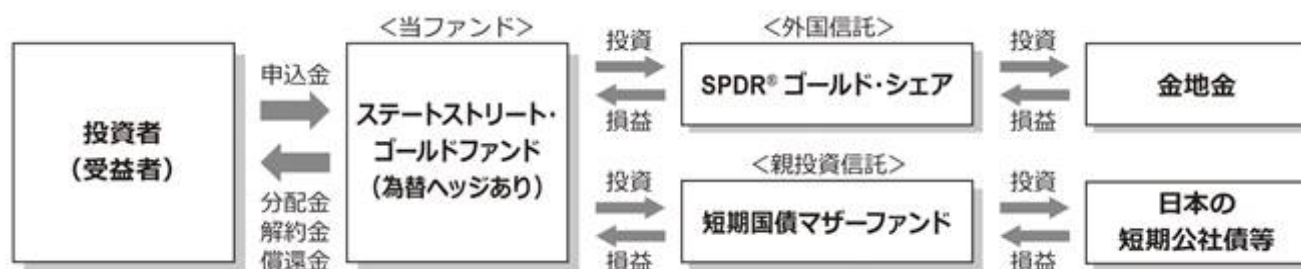 <当ファンド>
<外国信託>
投資
投資
申込金
SPDR® ゴールド・シェア
金地金
ステートストリート・
ゴールドファンド
(為替ヘッジあり)
投資者
(受益者)
損益
損益
<親投資信託>
投資
投資
分配金
解約金
償還金
短期国債マザーファンド
日本の
短期公社債等
損益
損益